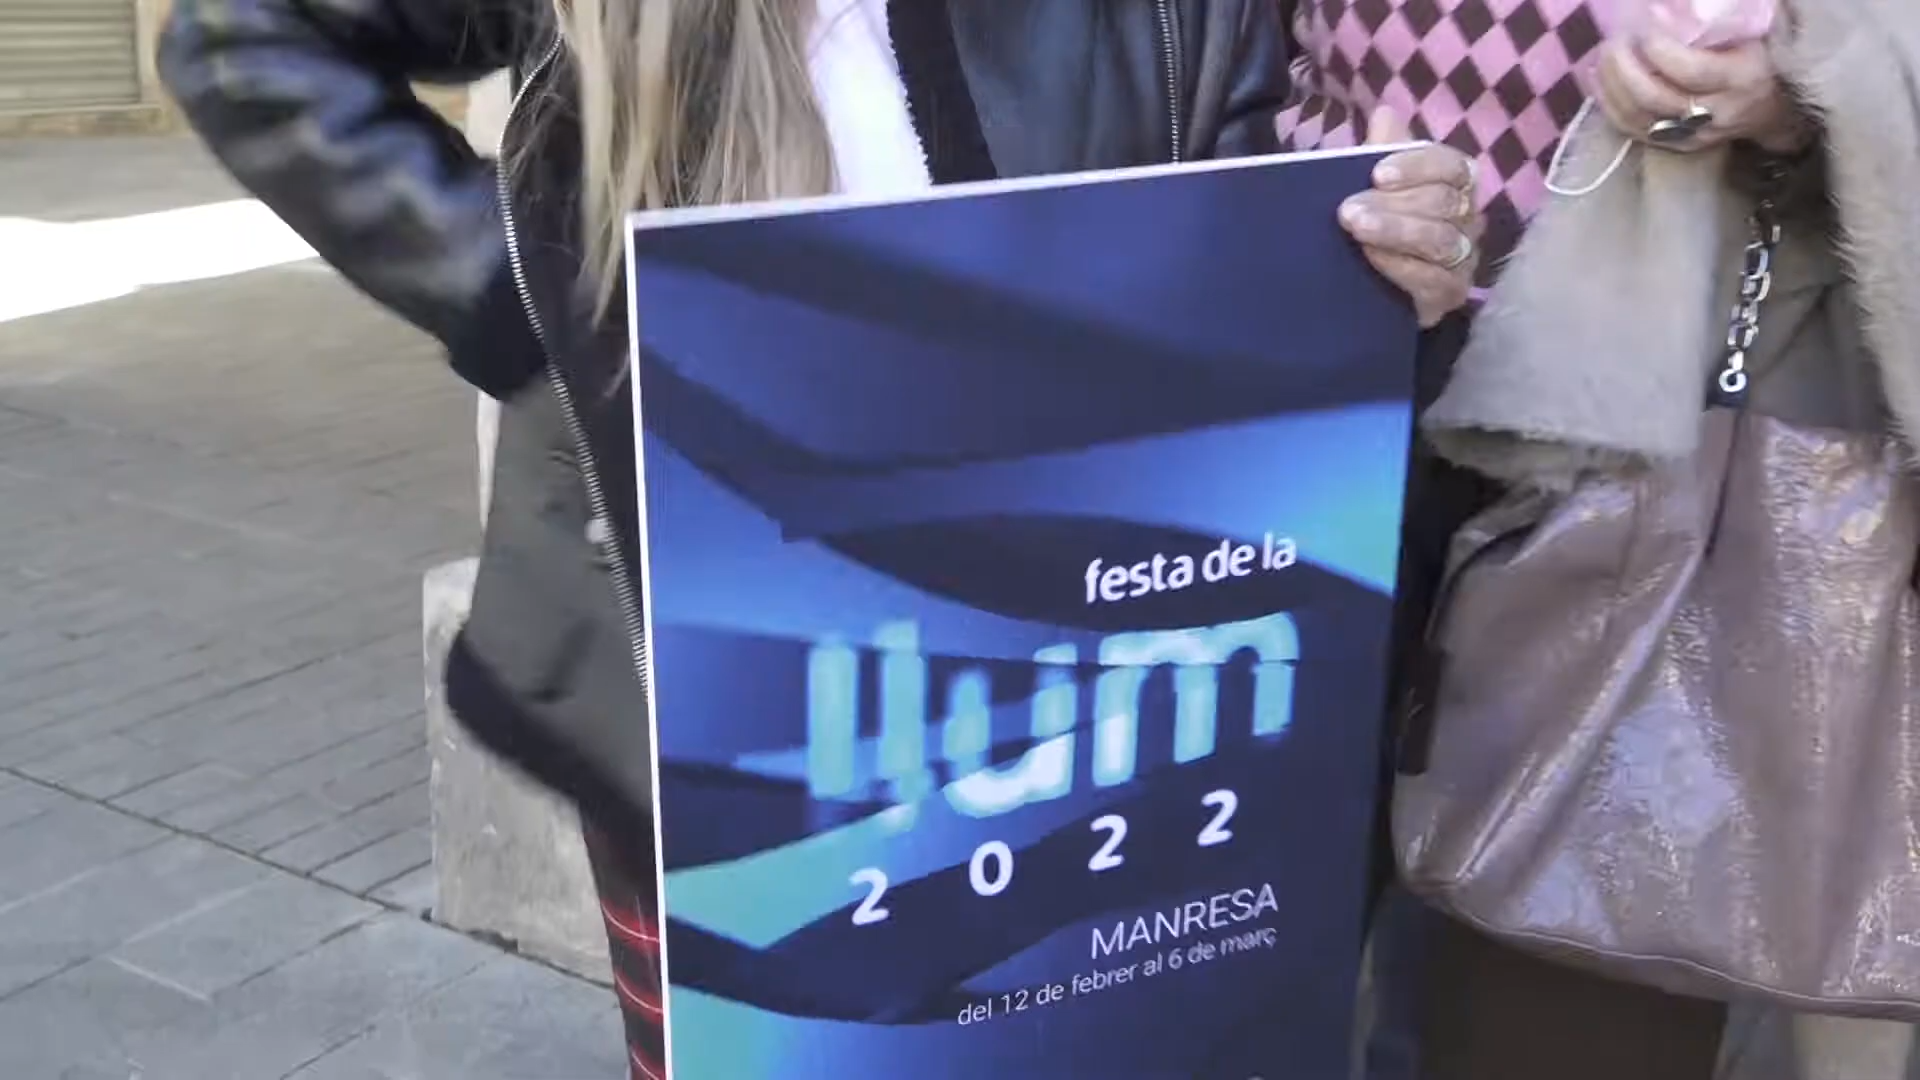 festa de la
llum
2022
MANRESA
del 12 de febrer al 6 de març